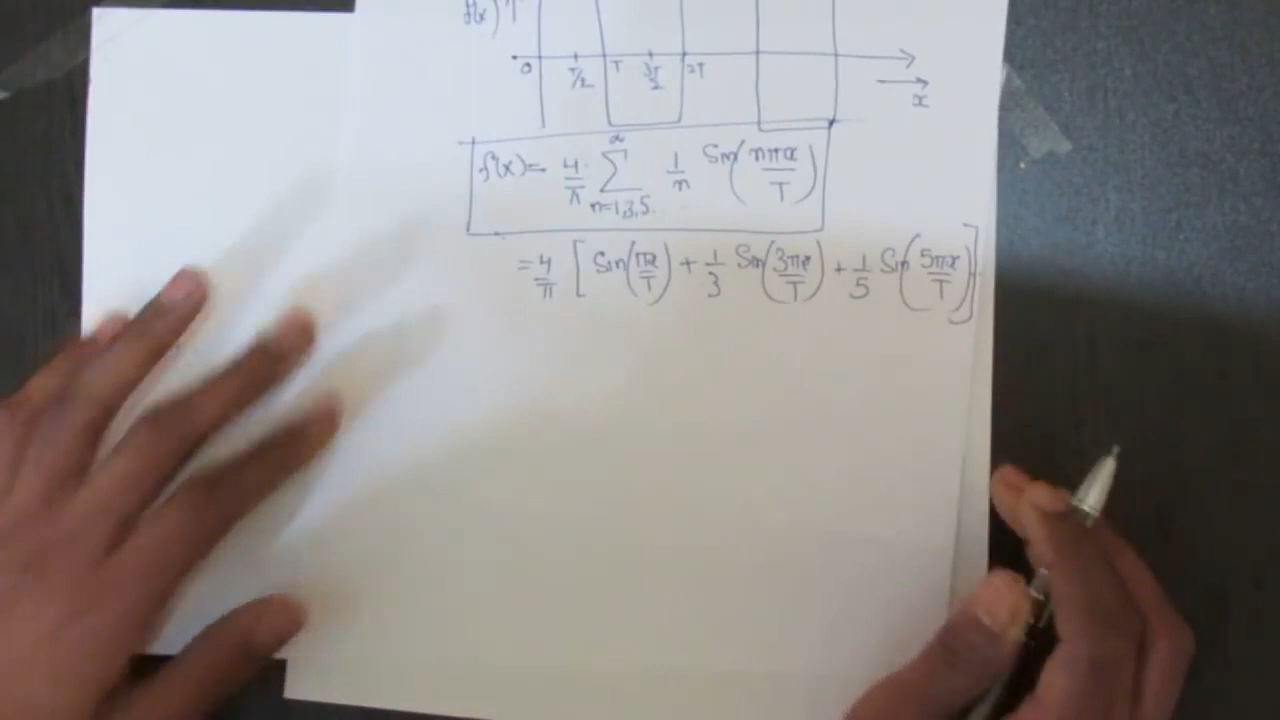 f(x) ↑
0 T/2 T 3T/2 2T
x
f(x) = 4/π ∑_{n=1,3,5..}^{∞} 1/n Sin(nπx/T)
= 4/π [ Sin(πx/T) + 1/3 Sin(3πx/T) + 1/5 Sin(5πx/T) ]